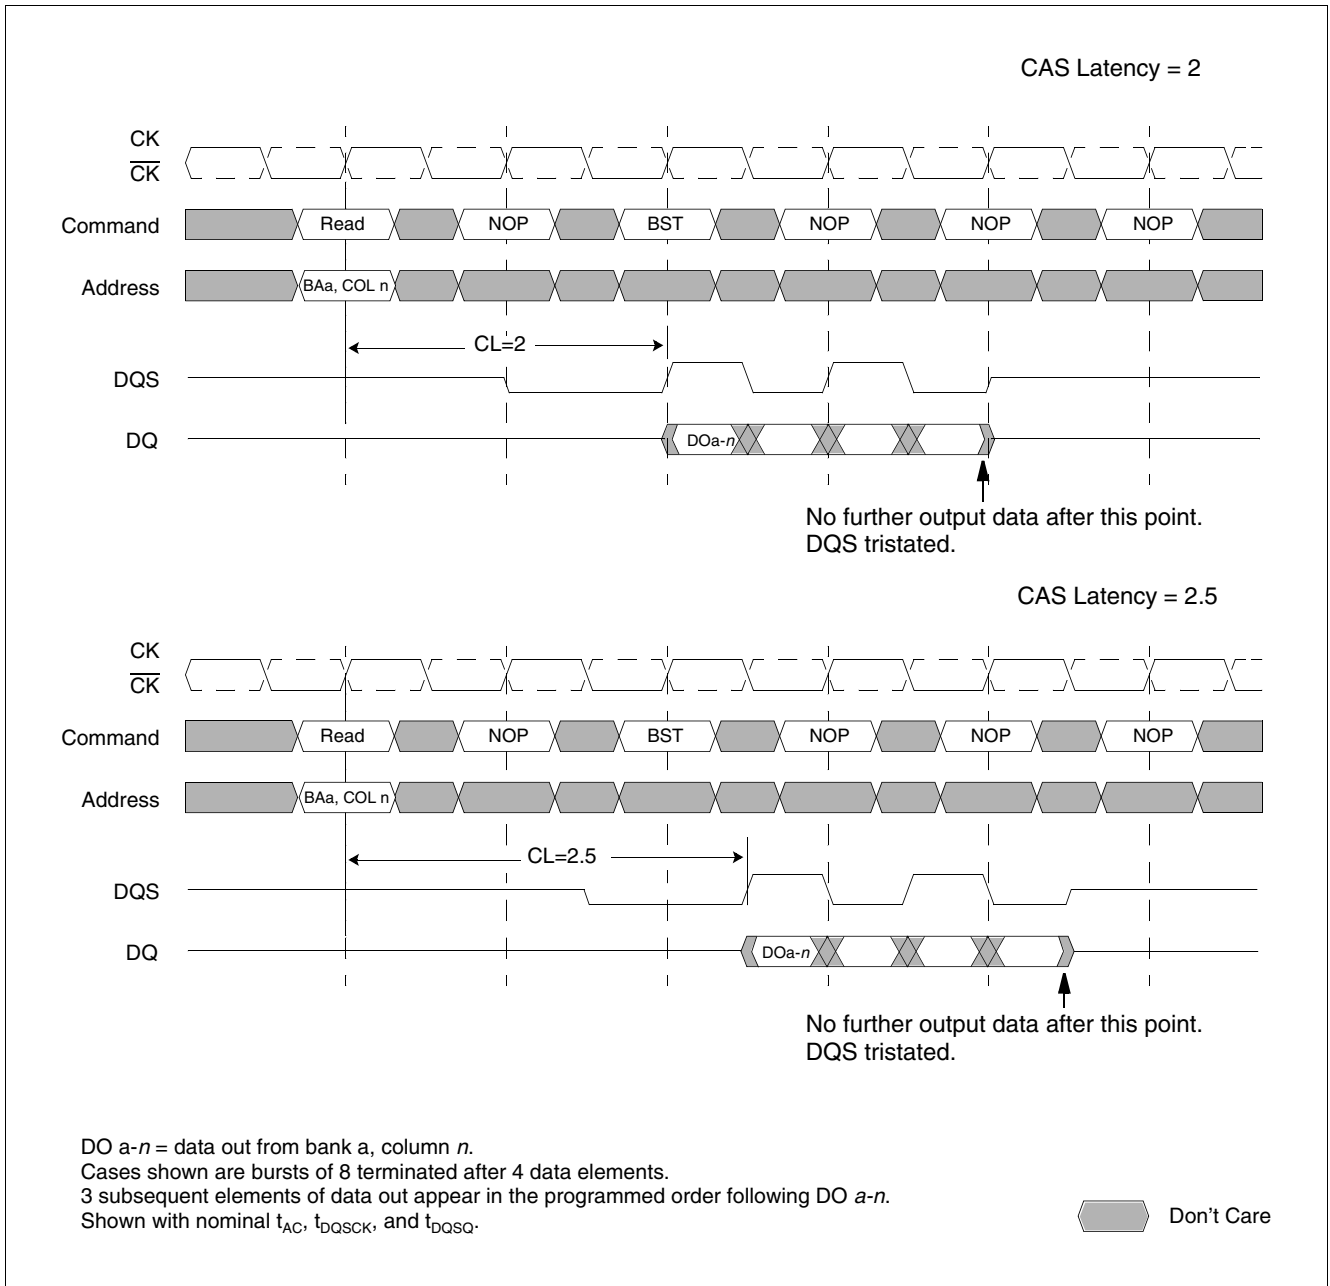 CAS Latency = 2
CK
CK
Command Read NOP BST NOP NOP NOP
Address BAa, COL n
CL=2
DQS
DQ DOa-n
No further output data after this point.
DQS tristated.
CAS Latency = 2.5
CK
CK
Command Read NOP BST NOP NOP NOP
Address BAa, COL n
CL=2.5
DQS
DQ DOa-n
No further output data after this point.
DQS tristated.
DO a-n = data out from bank a, column n.
Cases shown are bursts of 8 terminated after 4 data elements.
3 subsequent elements of data out appear in the programmed order following DO a-n.
Shown with nominal tAC, tDQSCK, and tDQSQ.
Don't Care